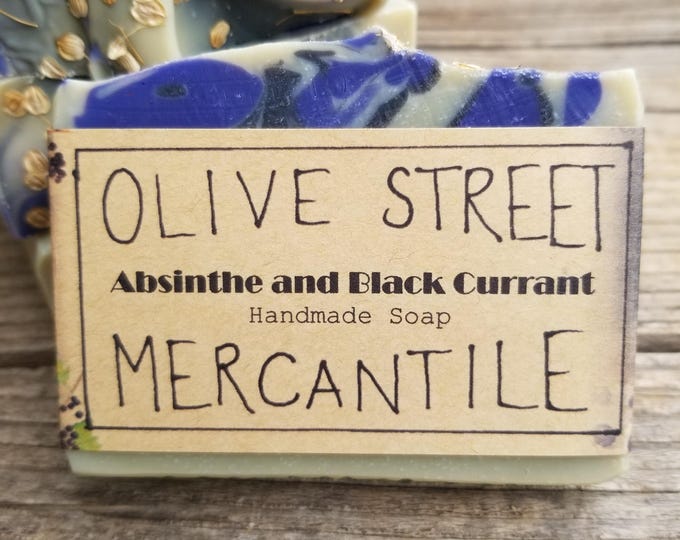 OLIVE STREET
Absinthe and Black Currant
Handmade Soap
MERCANTILE